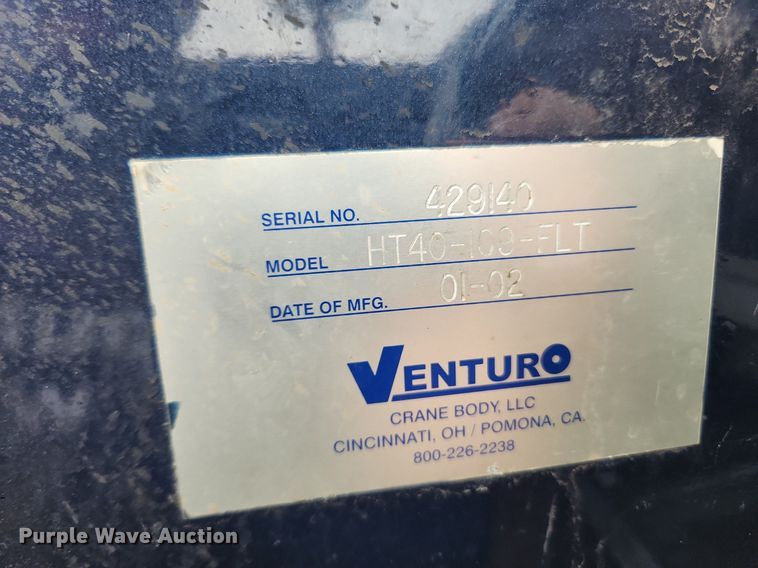 SERIAL NO. 429140
MODEL HT40-109-FLT
DATE OF MFG. 01-02
VENTURO
CRANE BODY, LLC
CINCINNATI, OH / POMONA, CA.
800-226-2238
Purple Wave Auction®